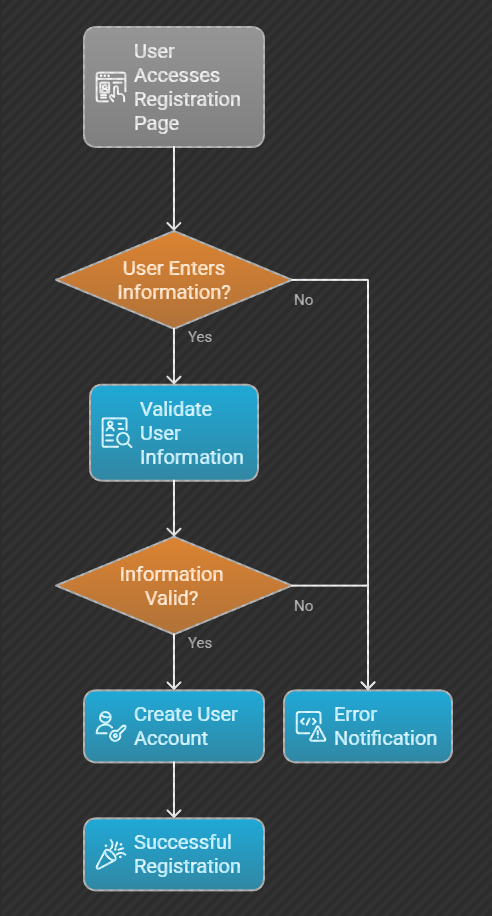 User
Accesses
Registration
Page
User Enters
Information?
No
Yes
Validate
User
Information
Information
Valid?
No
Yes
Create User
Account
Error
Notification
Successful
Registration